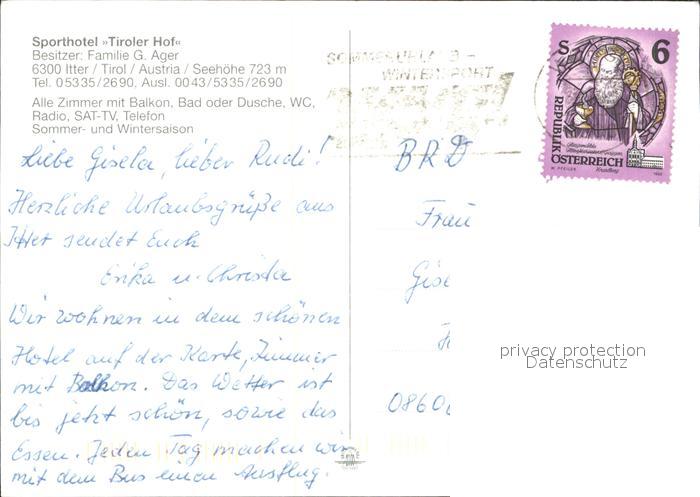 Sporthotel »Tiroler Hof«
Besitzer: Familie G. Ager
6300 Itter / Tirol / Austria / Seehöhe 723 m
Tel. 05335/2690, Ausl. 0043/5335/2690
Alle Zimmer mit Balkon, Bad oder Dusche, WC,
Radio, SAT-TV, Telefon
Sommer- und Wintersaison
SOMMERURLAUB -
WINTERSPORT
S 6
REPUBLIK
ÖSTERREICH
Liebe Gisela, lieber Rudi!
Herzliche Urlaubsgrüße aus
Itter sendet Euch
Erika u. Christa
Wir wohnen in dem schönen
Hotel auf der Karte, Zimmer
mit Balkon. Das Wetter ist
bis jetzt schön, sowie das
Essen. Jeden Tag machen wir
mit dem Bus einen Ausflug.
BRD
Frau
Gise
H
0860
privacy protection
Datenschutz